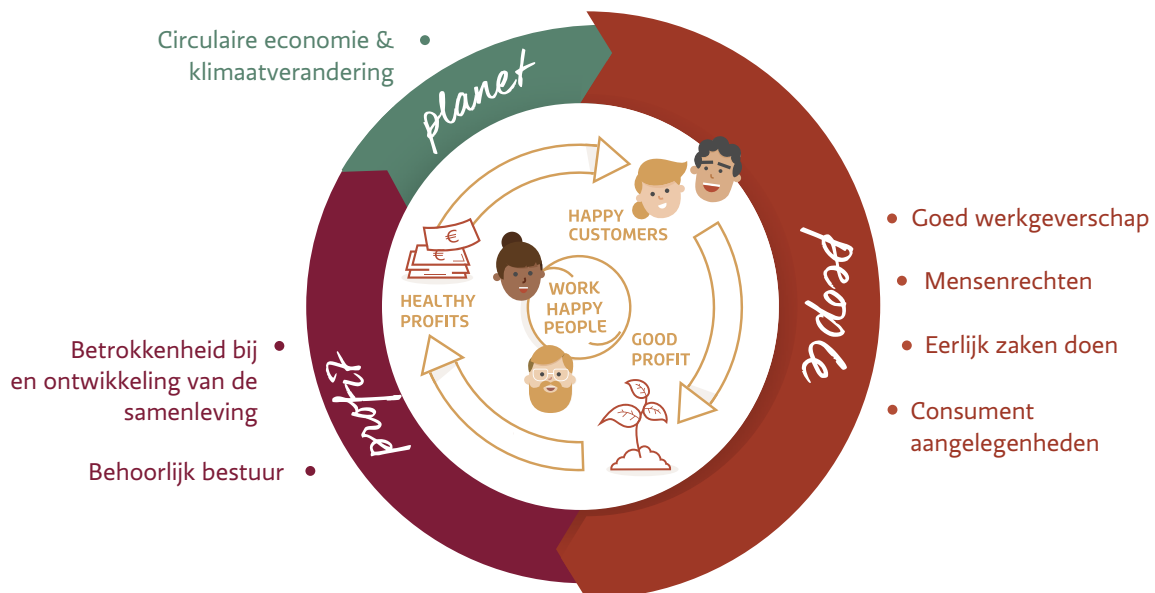 Circulaire economie &
klimaatverandering
planet
people
profit
HAPPY
CUSTOMERS
HEALTHY
PROFITS
WORK
HAPPY
PEOPLE
GOOD
PROFIT
€
€
• Goed werkgeverschap
• Mensenrechten
• Eerlijk zaken doen
• Consument
aangelegenheden
Betrokkenheid bij
en ontwikkeling van de
samenleving
Behoorlijk bestuur